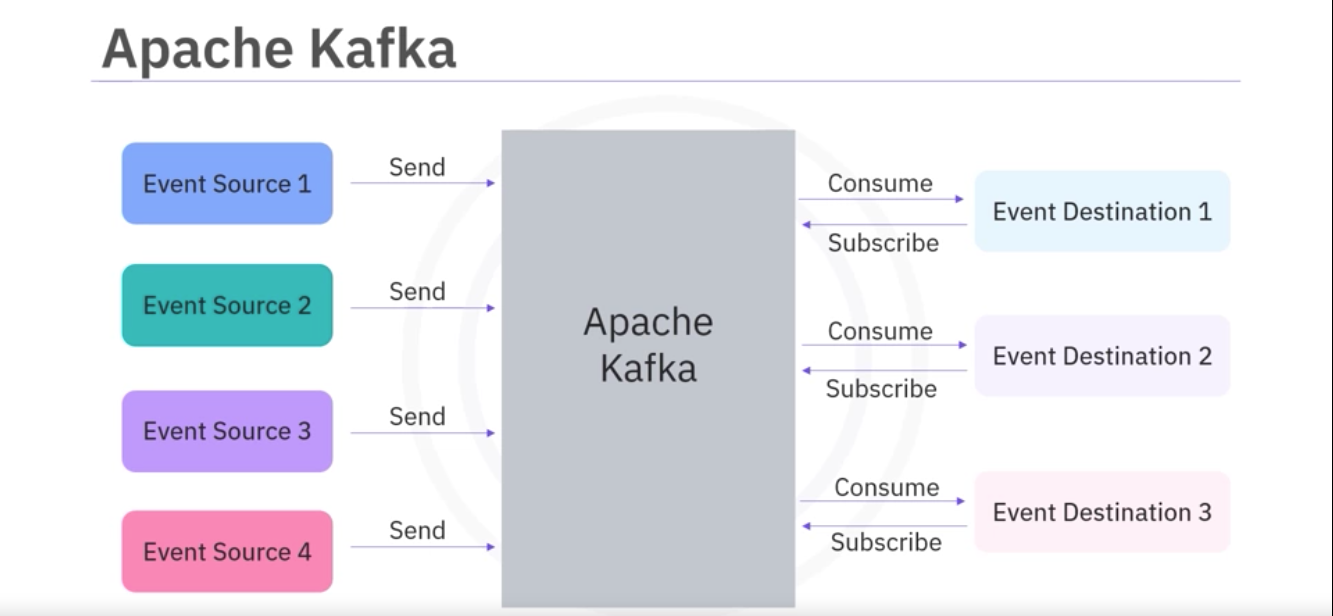 Apache Kafka
Event Source 1
Send
Event Source 2
Send
Event Source 3
Send
Event Source 4
Send
Apache
Kafka
Consume
Subscribe
Event Destination 1
Consume
Subscribe
Event Destination 2
Consume
Subscribe
Event Destination 3